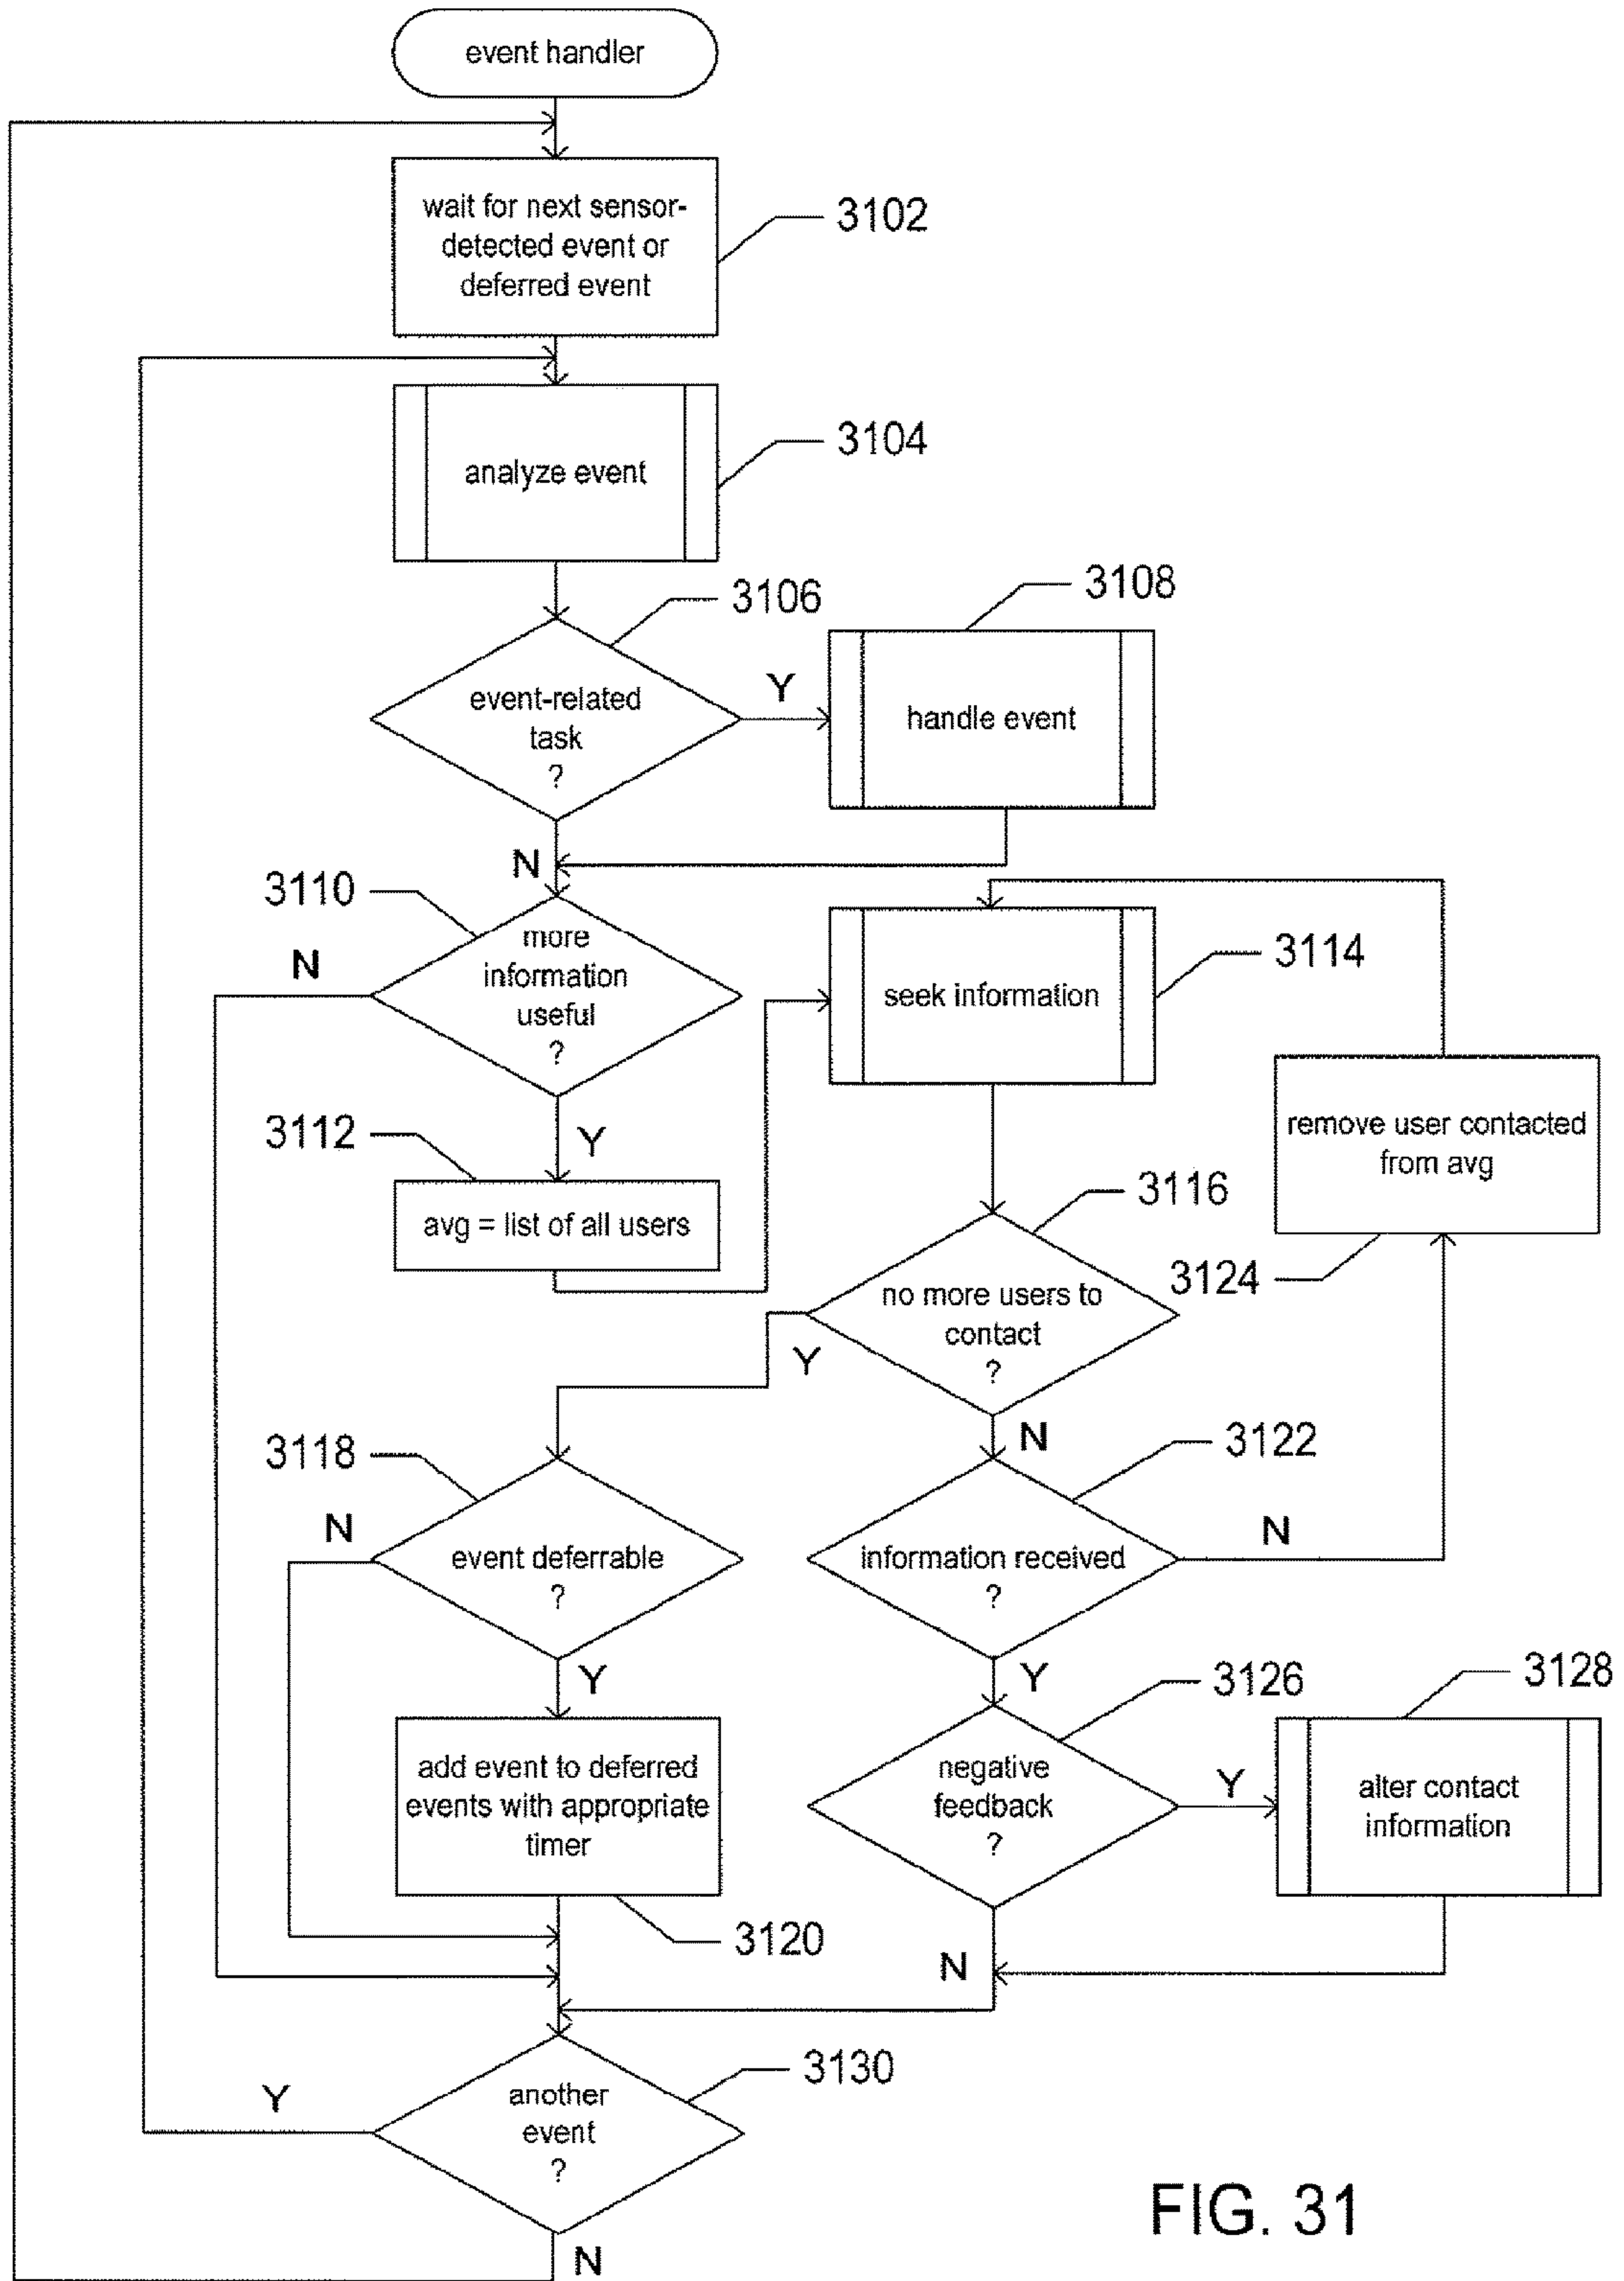 event handler
wait for next sensor-
detected event or
deferred event
3102
analyze event
3104
3106
3108
event-related
task
?
Y
handle event
N
3110
more
information
useful
?
N
seek information
3114
3112
Y
avg = list of all users
remove user contacted
from avg
3116
3124
no more users to
contact
?
Y
N
3118
3122
N
event deferrable
?
information received
?
N
Y
Y
3126
3128
add event to deferred
events with appropriate
timer
negative
feedback
?
Y
alter contact
information
3120
N
3130
Y
another
event
?
N
FIG. 31